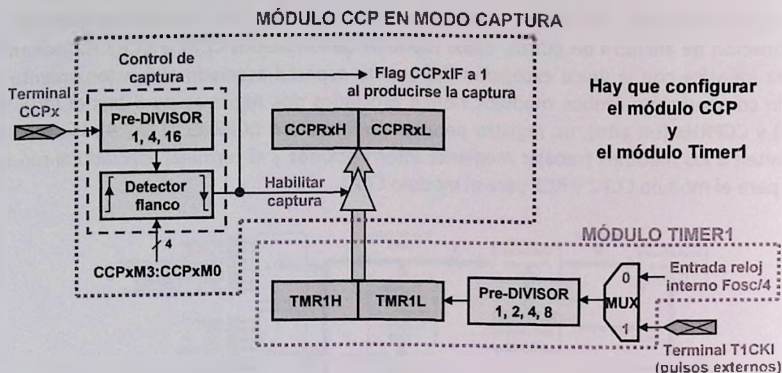 MÓDULO CCP EN MODO CAPTURA
Terminal
CCPx
Control de
captura
Pre-DIVISOR
1, 4, 16
Detector
flanco
4
CCPxM3:CCPxM0
Flag CCPxIF a 1
al producirse la captura
CCPRxH
CCPRxL
Habilitar
captura
Hay que configurar
el módulo CCP
y
el módulo Timer1
MÓDULO TIMER1
TMR1H
TMR1L
Pre-DIVISOR
1, 2, 4, 8
0
MUX
1
Entrada reloj
interno Fosc/4
Terminal T1CKI
(pulsos externos)